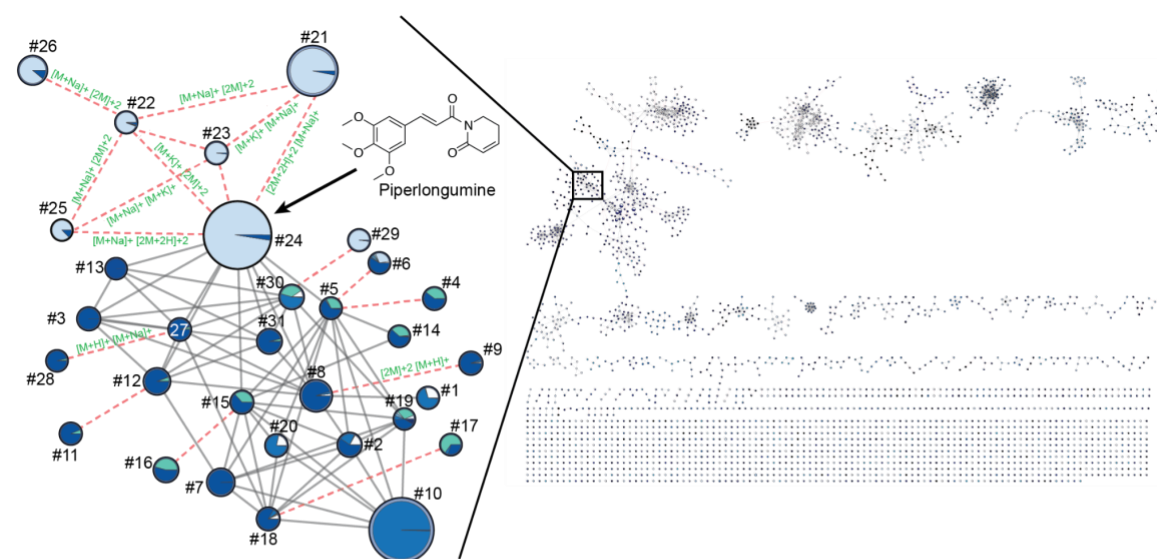 #26
#21
[M+Na]+ [2M]+2
[M+Na]+ [2M]+2
#22
#23
[M+K]+ [M+Na]+
[M+K]+ [2M]+2
[2M+2H]+2 [M+Na]+
[M+Na]+ [2M]+2
[M+Na]+ [M+K]+
#25
[M+Na]+ [2M+2H]+2
#24
O
O
O
O
N
O
Piperlongumine
#29
#13
#6
#30
#5
#4
#3
27
#31
#14
[M+H]+ [M+Na]+
#28
#9
[2M]+2 [M+H]+
#12
#8
#1
#15
#19
#17
#20
#11
#2
#16
#7
#10
#18